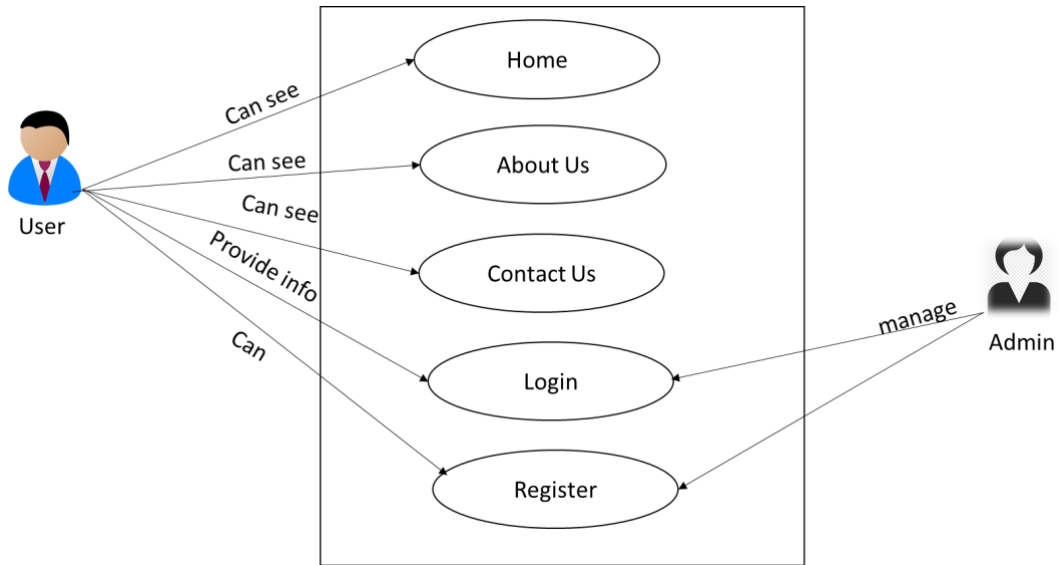 Home
Can see
About Us
Can see
User
Can see
Contact Us
Provide info
manage
Admin
Can
Login
Register